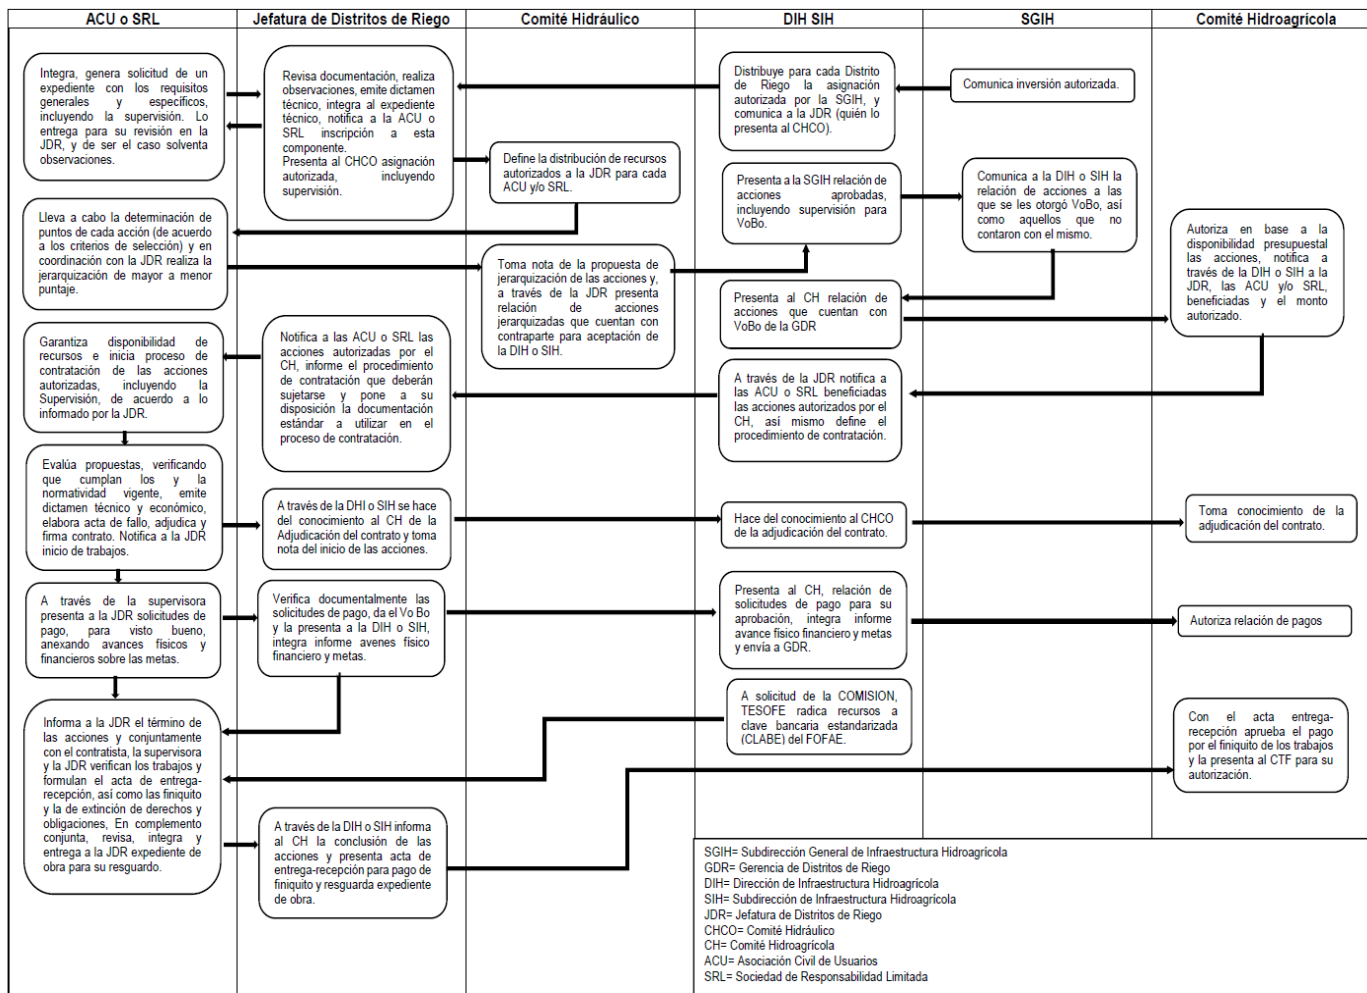 ACU o SRL
Jefatura de Distritos de Riego
Comité Hidráulico
DIH SIH
SGIH
Comité Hidroagrícola
Integra, genera solicitud de un
expediente con los requisitos
generales y específicos,
incluyendo la supervisión. Lo
entrega para su revisión en la
JDR, y de ser el caso solventa
observaciones.
Revisa documentación, realiza
observaciones, emite dictamen
técnico, integra al expediente
técnico, notifica a la ACU o
SRL inscripción a esta
componente.
Presenta al CHCO asignación
autorizada, incluyendo
supervisión.
Distribuye para cada Distrito
de Riego la asignación
autorizada por la SGIH, y
comunica a la JDR (quién lo
presenta al CHCO).
Comunica inversión autorizada.
Define la distribución de recursos
autorizados a la JDR para cada
ACU y/o SRL.
Presenta a la SGIH relación de
acciones aprobadas,
incluyendo supervisión para
VoBo.
Comunica a la DIH o SIH la
relación de acciones a las
que se les otorgó VoBo, así
como aquellos que no
contaron con el mismo.
Lleva a cabo la determinación de
puntos de cada acción (de acuerdo
a los criterios de selección) y en
coordinación con la JDR realiza la
jerarquización de mayor a menor
puntaje.
Toma nota de la propuesta de
jerarquización de las acciones y,
a través de la JDR presenta
relación de acciones
jerarquizadas que cuentan con
contraparte para aceptación de
la DIH o SIH.
Presenta al CH relación de
acciones que cuentan con
VoBo de la GDR
Autoriza en base a la
disponibilidad presupuestal
las acciones, notifica a
través de la DIH o SIH a la
JDR, las ACU y/o SRL,
beneficiadas y el monto
autorizado.
Garantiza disponibilidad de
recursos e inicia proceso de
contratación de las acciones
autorizadas, incluyendo la
Supervisión, de acuerdo a lo
informado por la JDR.
Notifica a las ACU o SRL las
acciones autorizadas por el
CH, informe el procedimiento
de contratación que deberán
sujetarse y pone a su
disposición la documentación
estándar a utilizar en el
proceso de contratación.
A través de la JDR notifica a
las ACU o SRL beneficiadas
las acciones autorizados por el
CH, así mismo define el
procedimiento de contratación.
Evalúa propuestas, verificando
que cumplan los y la
normatividad vigente, emite
dictamen técnico y económico,
elabora acta de fallo, adjudica y
firma contrato. Notifica a la JDR
inicio de trabajos.
A través de la DHI o SIH se hace
del conocimiento al CH de la
Adjudicación del contrato y toma
nota del inicio de las acciones.
Hace del conocimiento al CHCO
de la adjudicación del contrato.
Toma conocimiento de la
adjudicación del contrato.
A través de la supervisora
presenta a la JDR solicitudes de
pago, para visto bueno,
anexando avances físicos y
financieros sobre las metas.
Verifica documentalmente las
solicitudes de pago, da el Vo Bo
y la presenta a la DIH o SIH,
integra informe avenes físico
financiero y metas.
Presenta al CH, relación de
solicitudes de pago para su
aprobación, integra informe
avance físico financiero y metas
y envía a GDR.
Autoriza relación de pagos
Informa a la JDR el término de
las acciones y conjuntamente
con el contratista, la supervisora
y la JDR verifican los trabajos y
formulan el acta de entrega-
recepción, así como las finiquito
y la de extinción de derechos y
obligaciones, En complemento
conjunta, revisa, integra y
entrega a la JDR expediente de
obra para su resguardo.
A solicitud de la COMISION,
TESOFE radica recursos a
clave bancaria estandarizada
(CLABE) del FOFAE.
Con el acta entrega-
recepción aprueba el pago
por el finiquito de los trabajos
y la presenta al CTF para su
autorización.
A través de la DIH o SIH informa
al CH la conclusión de las
acciones y presenta acta de
entrega-recepción para pago de
finiquito y resguarda expediente
de obra.
SGIH= Subdirección General de Infraestructura Hidroagrícola
GDR= Gerencia de Distritos de Riego
DIH= Dirección de Infraestructura Hidroagrícola
SIH= Subdirección de Infraestructura Hidroagrícola
JDR= Jefatura de Distritos de Riego
CHCO= Comité Hidráulico
CH= Comité Hidroagrícola
ACU= Asociación Civil de Usuarios
SRL= Sociedad de Responsabilidad Limitada